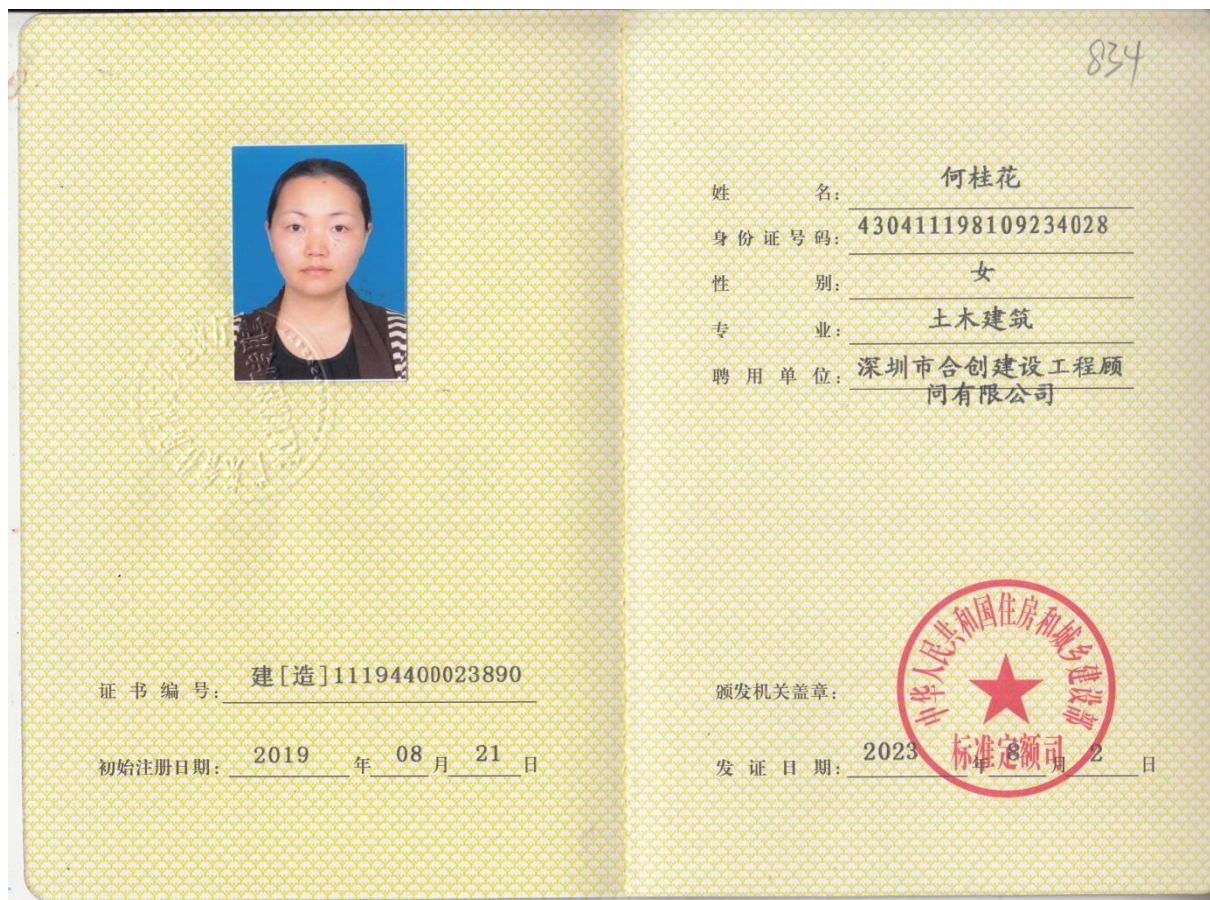 证书编号: 建[造]11194400023890
初始注册日期: 2019 年 08 月 21 日
834
姓名: 何桂花
身份证号码: 430411198109234028
性别: 女
专业: 土木建筑
聘用单位: 深圳市合创建设工程顾
问有限公司
颁发机关盖章:
中华人民共和国住房和城乡建设部
标准定额司
发证日期: 2023 年 8 月 2 日